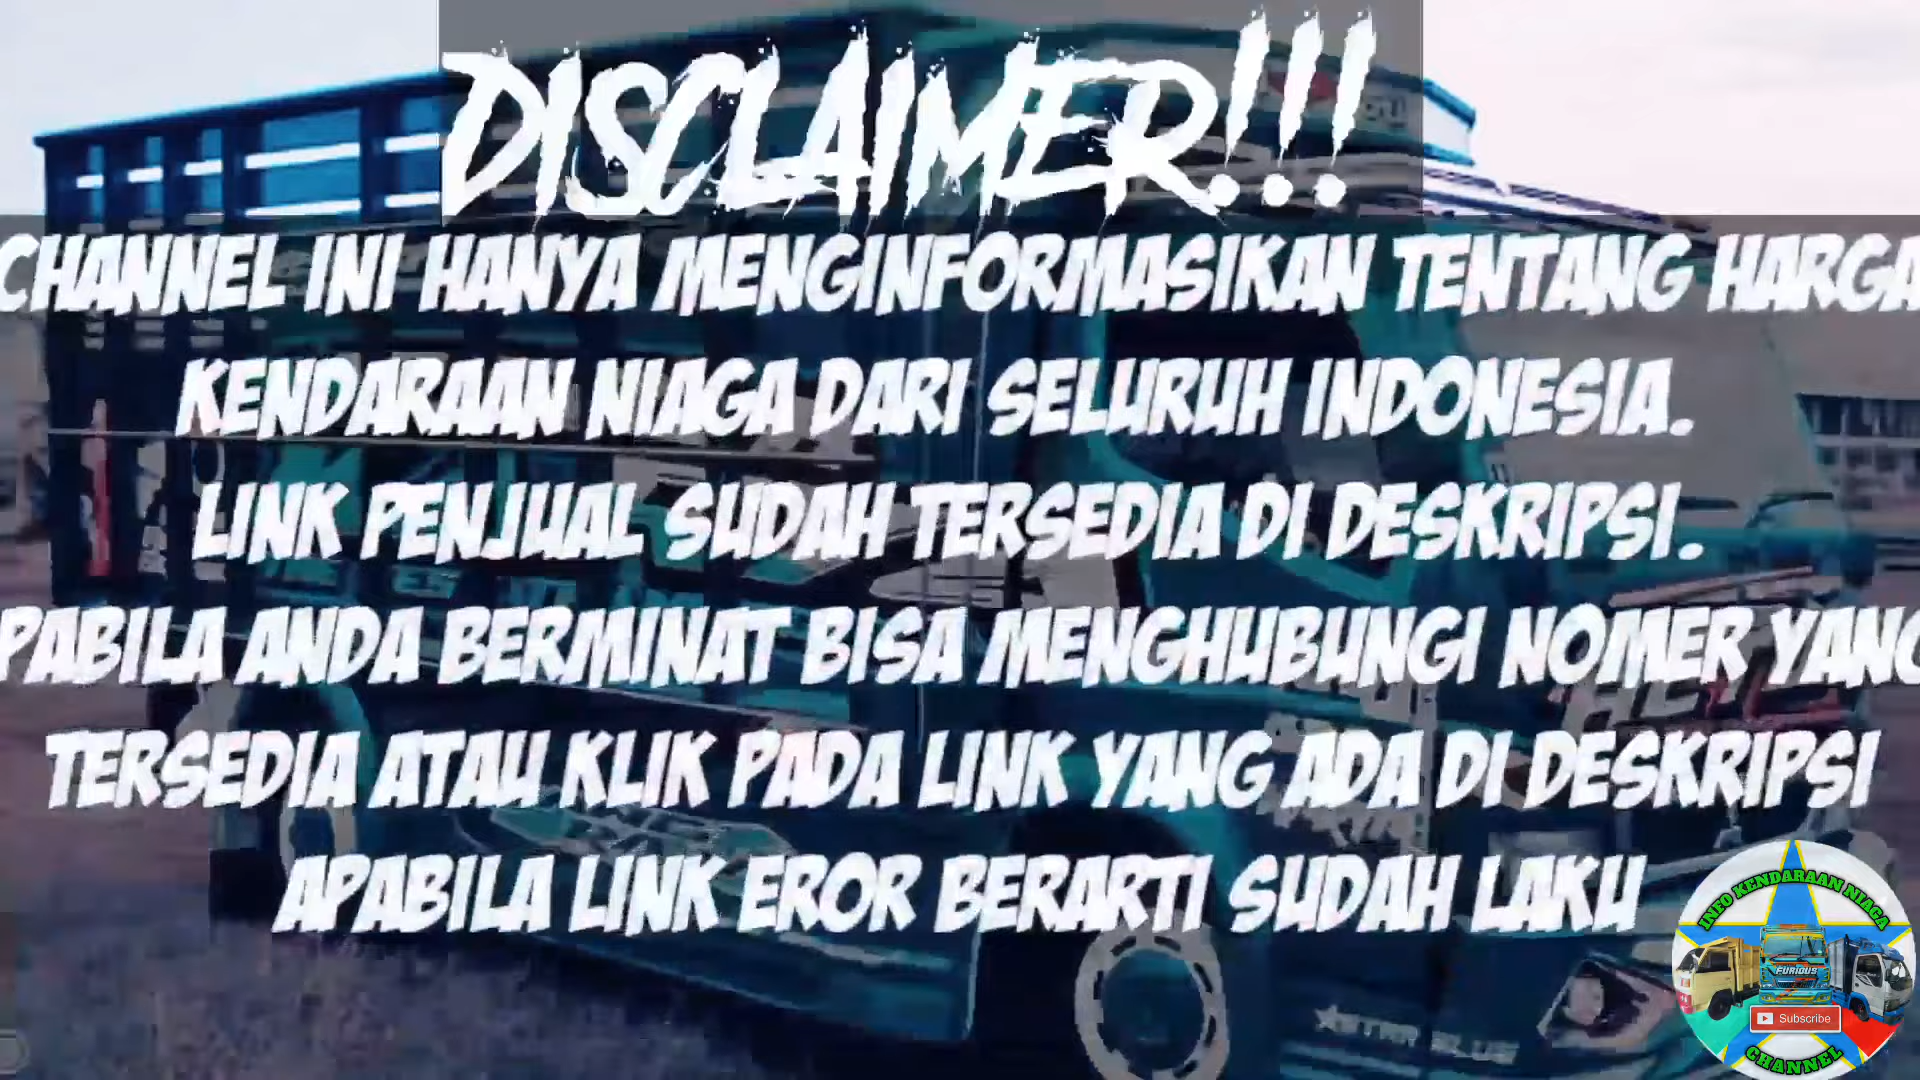 DISCLAIMER!!!
CHANNEL INI HANYA MENGINFORMASIKAN TENTANG HARGA
KENDARAAN NIAGA DARI SELURUH INDONESIA.
LINK PENJUAL SUDAH TERSEDIA DI DESKRIPSI.
PABILA ANDA BERMINAT BISA MENGHUBUNGI NOMER YANG
TERSEDIA ATAU KLIK PADA LINK YANG ADA DI DESKRIPSI
APABILA LINK EROR BERARTI SUDAH LAKU
INFO KENDARAAN NIAGA
FURIOUS
Subscribe
CHANNEL